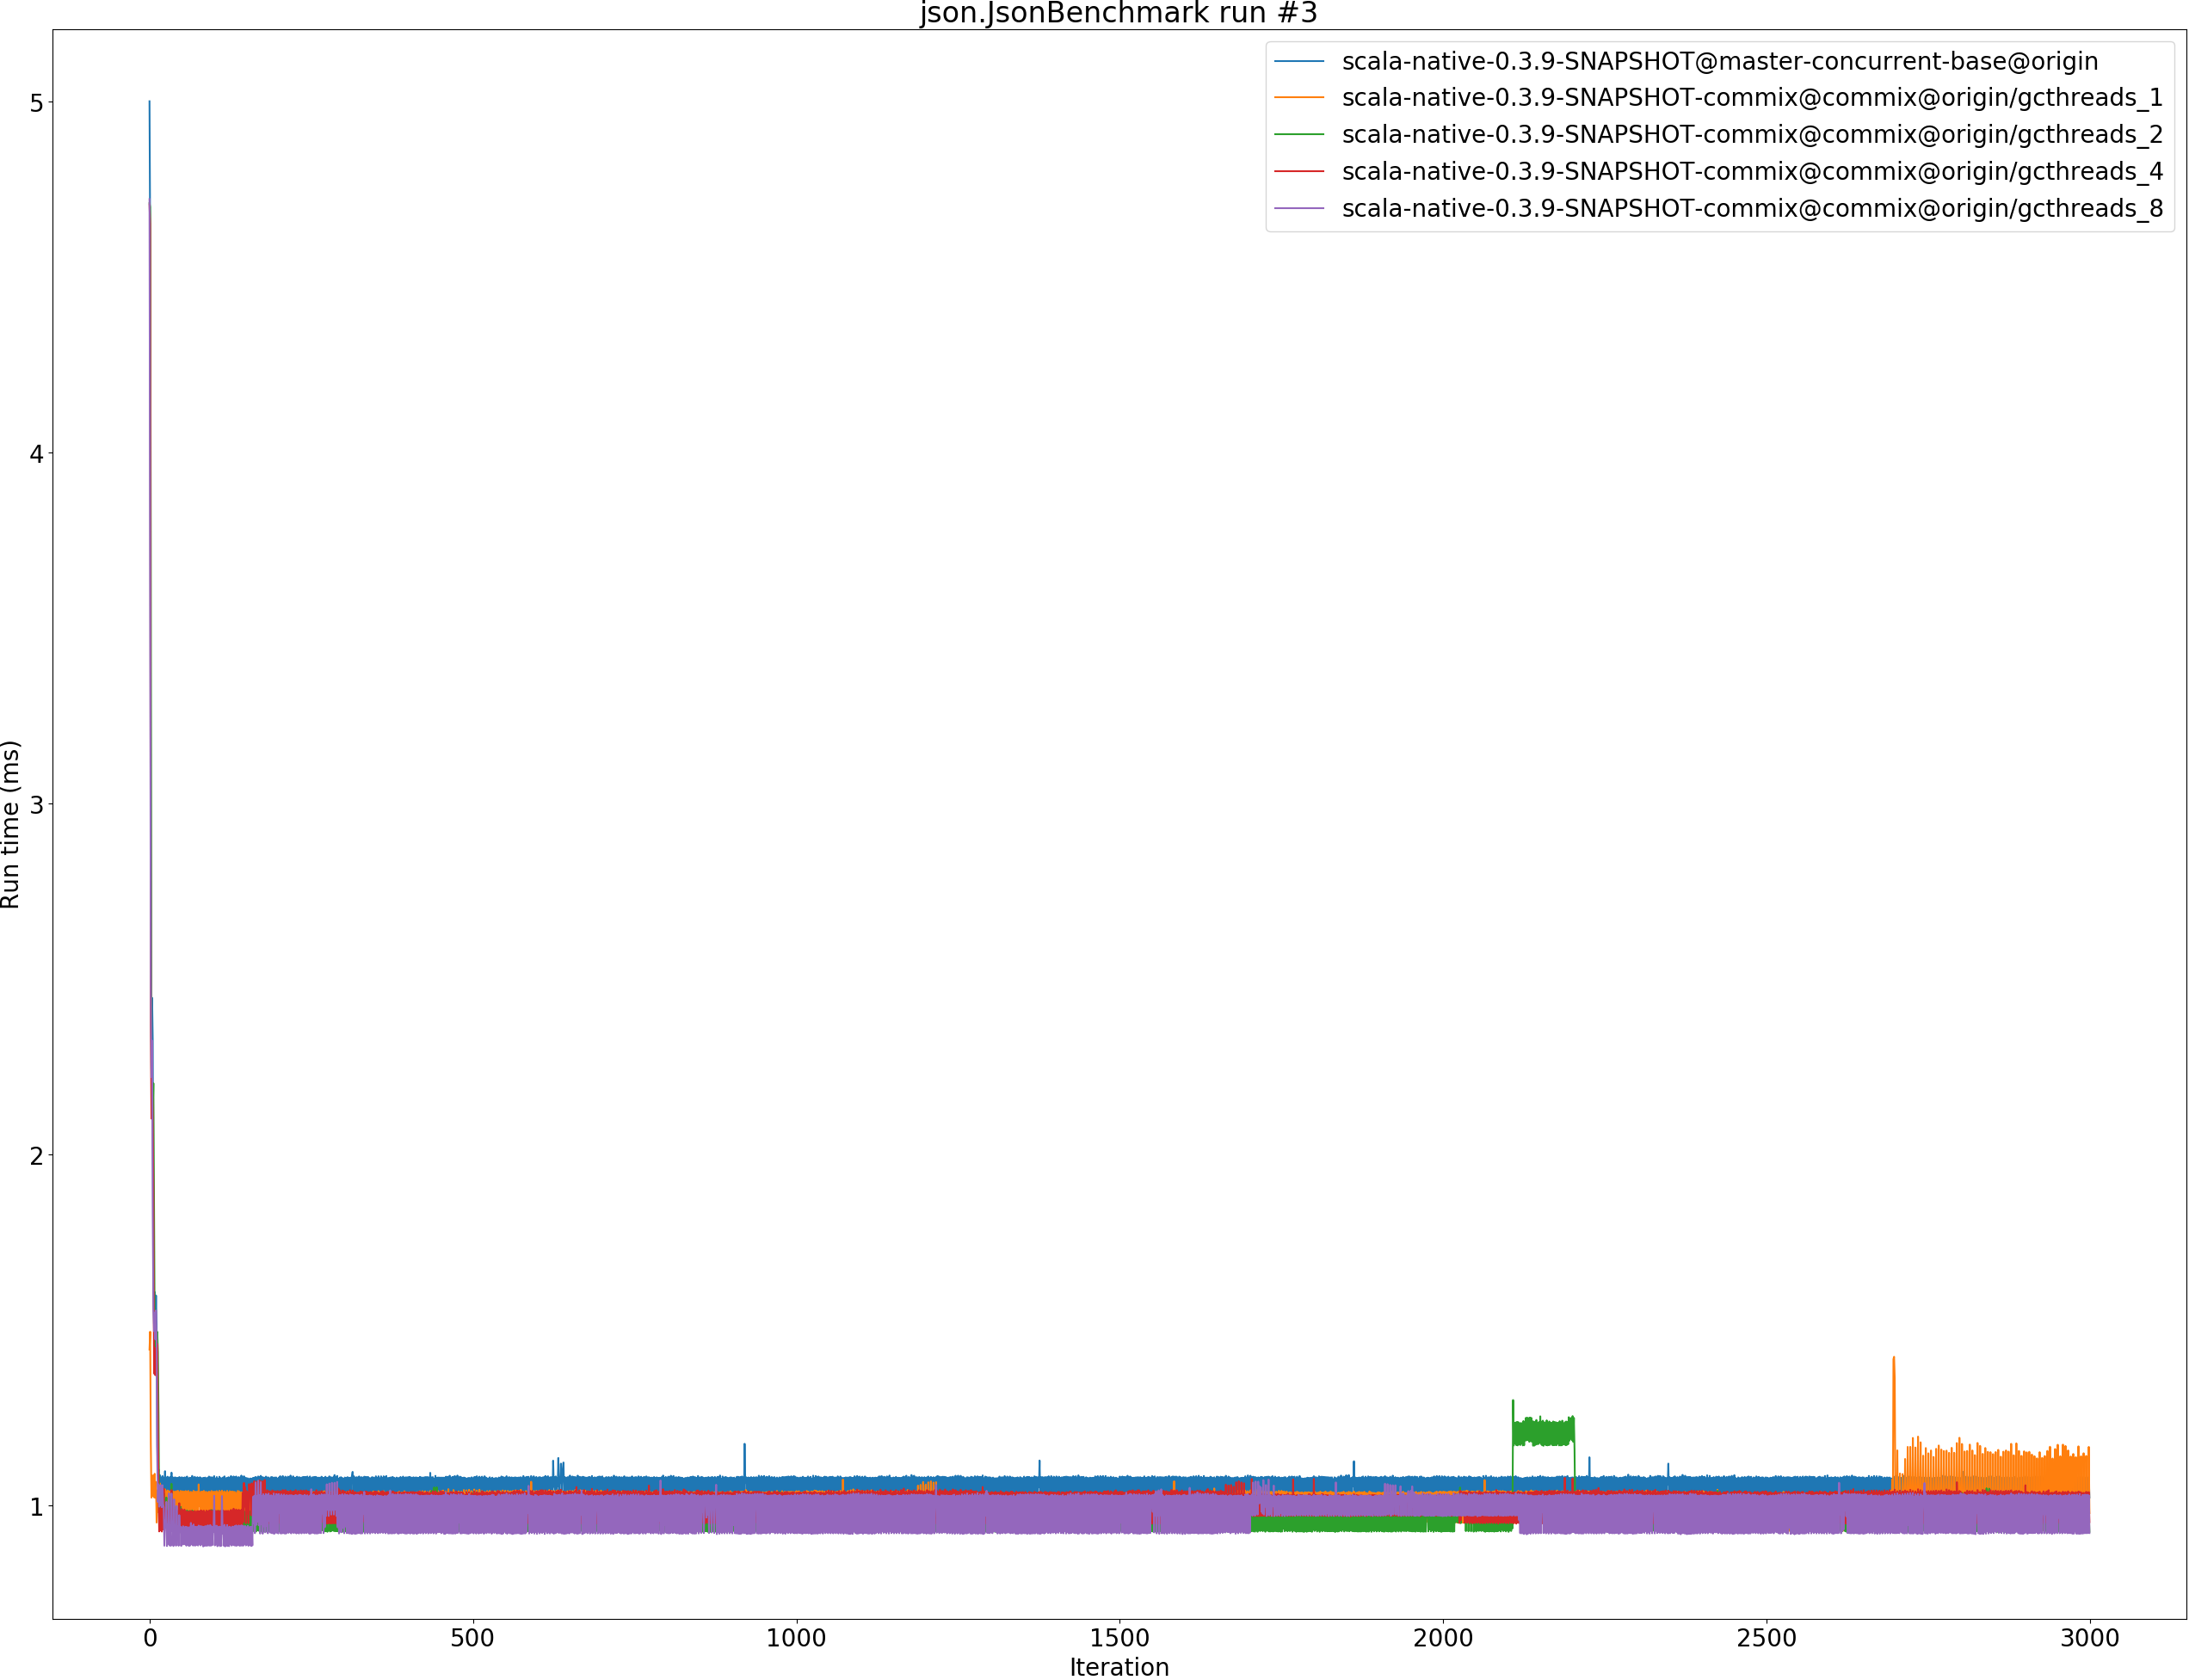 json.JsonBenchmark run #3
scala-native-0.3.9-SNAPSHOT@master-concurrent-base@origin
scala-native-0.3.9-SNAPSHOT-commix@commix@origin/gcthreads_1
scala-native-0.3.9-SNAPSHOT-commix@commix@origin/gcthreads_2
scala-native-0.3.9-SNAPSHOT-commix@commix@origin/gcthreads_4
scala-native-0.3.9-SNAPSHOT-commix@commix@origin/gcthreads_8
5
4
3
2
1
Run time (ms)
0 500 1000 1500 2000 2500 3000
Iteration